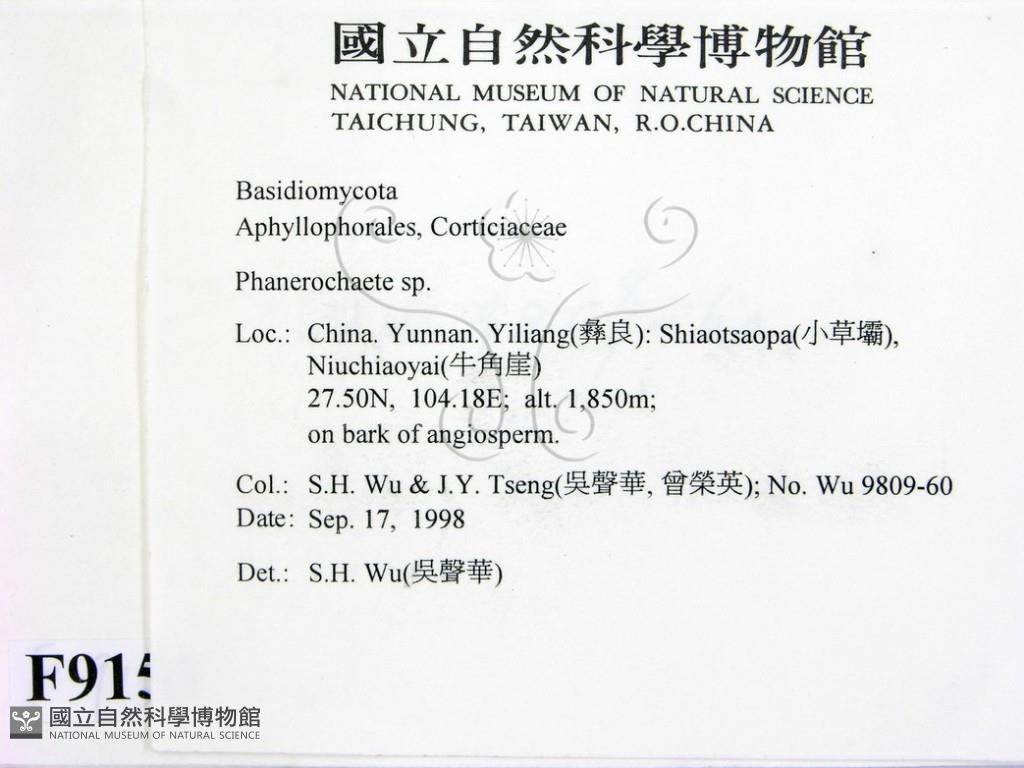 國立自然科學博物館
NATIONAL MUSEUM OF NATURAL SCIENCE
TAICHUNG, TAIWAN, R.O.CHINA
Basidiomycota
Aphyllophorales, Corticiaceae
Phanerochaete sp.
Loc.: China. Yunnan. Yiliang(彝良): Shiaotsaopa(小草壩),
Niuchiaoyai(牛角崖)
27.50N, 104.18E; alt. 1,850m;
on bark of angiosperm.
Col.: S.H. Wu & J.Y. Tseng(吳聲華, 曾榮英); No. Wu 9809-60
Date: Sep. 17, 1998
Det.: S.H. Wu(吳聲華)
F915
國立自然科學博物館
NATIONAL MUSEUM OF NATURAL SCIENCE